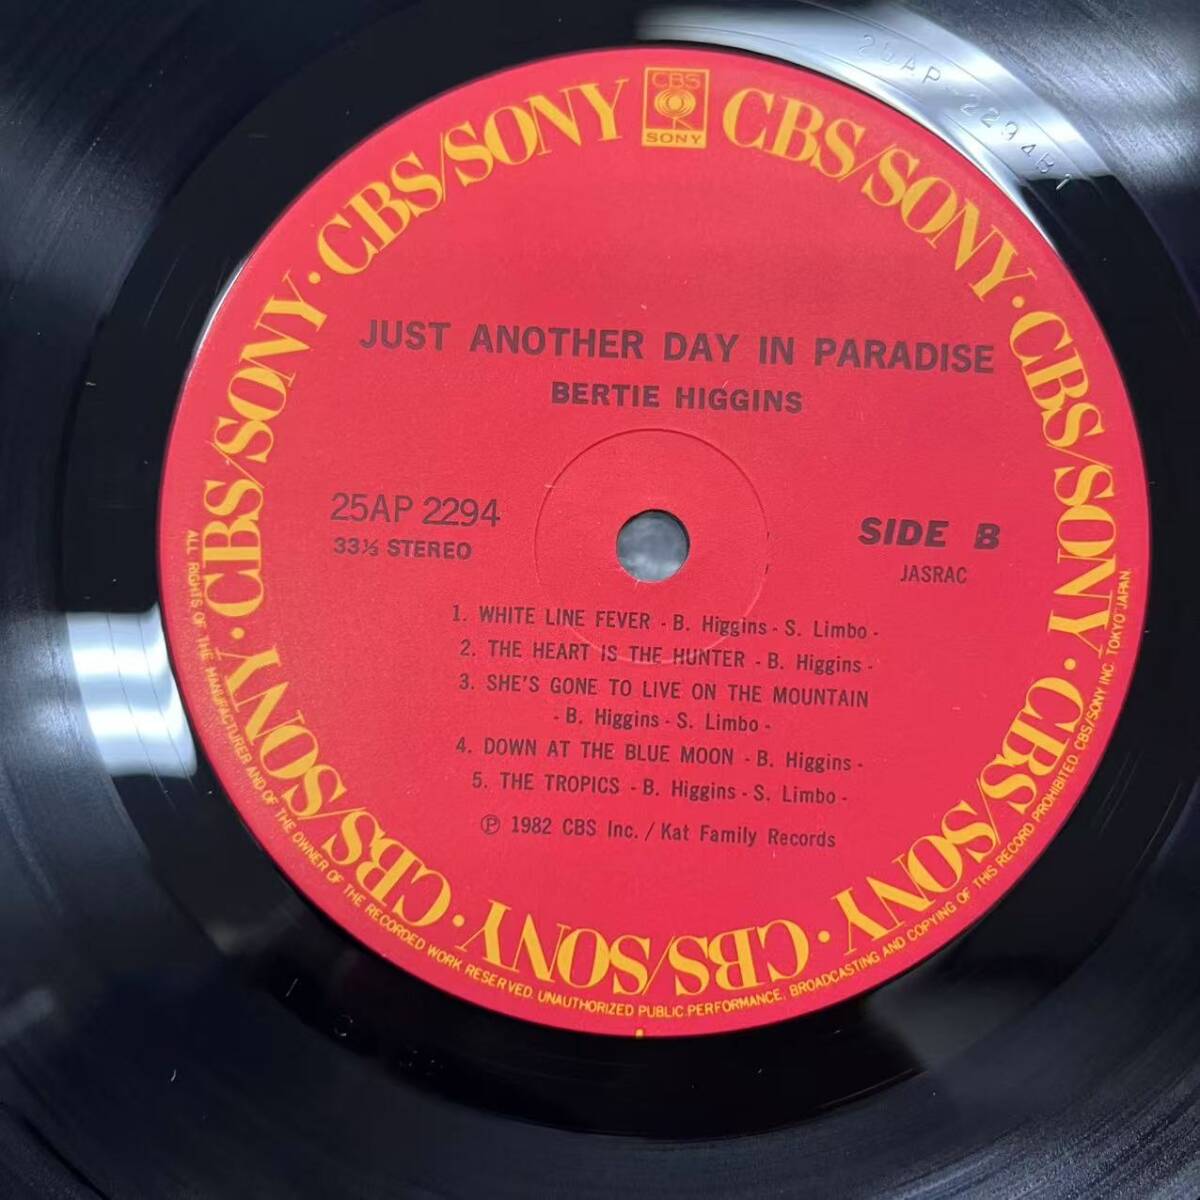 25AP 2294B1
CBS
SONY
CBS/SONY · CBS/SONY · CBS/SONY · CBS/SONY · CBS/SONY · CBS/SONY · CBS/SONY · CBS/SONY
JUST ANOTHER DAY IN PARADISE
BERTIE HIGGINS
25AP 2294
33⅓ STEREO
SIDE B
JASRAC
1. WHITE LINE FEVER - B. Higgins - S. Limbo -
2. THE HEART IS THE HUNTER - B. Higgins -
3. SHE'S GONE TO LIVE ON THE MOUNTAIN
- B. Higgins - S. Limbo -
4. DOWN AT THE BLUE MOON - B. Higgins -
5. THE TROPICS - B. Higgins - S. Limbo -
℗ 1982 CBS Inc. / Kat Family Records
ALL RIGHTS OF THE MANUFACTURER AND OF THE OWNER OF THE RECORDED WORK RESERVED. UNAUTHORIZED PUBLIC PERFORMANCE, BROADCASTING AND COPYING OF THIS RECORD PROHIBITED. CBS/SONY INC. TOKYO JAPAN.